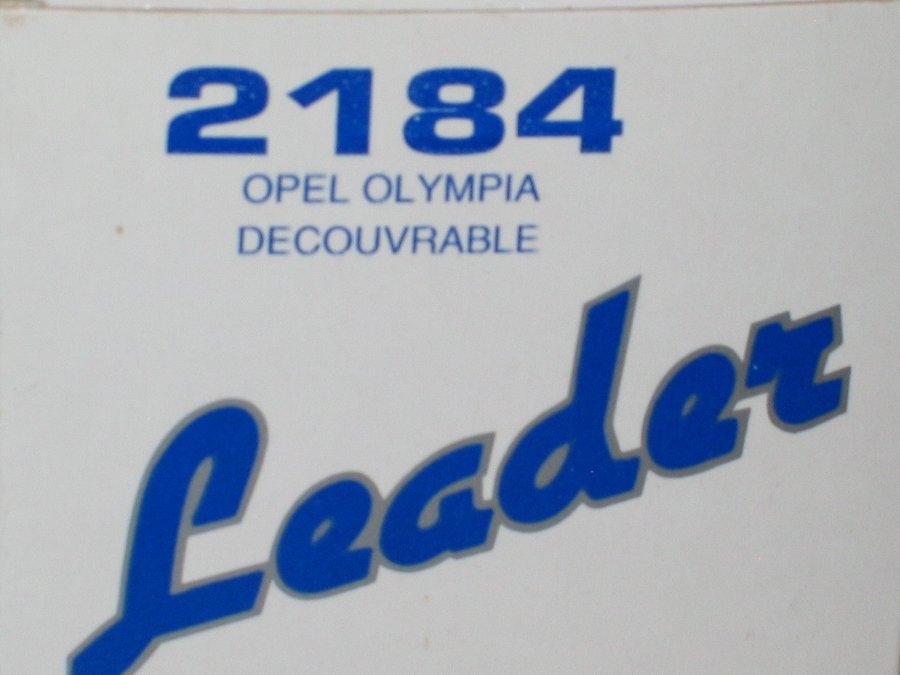 2184
OPEL OLYMPIA
DECOUVRABLE
Leader